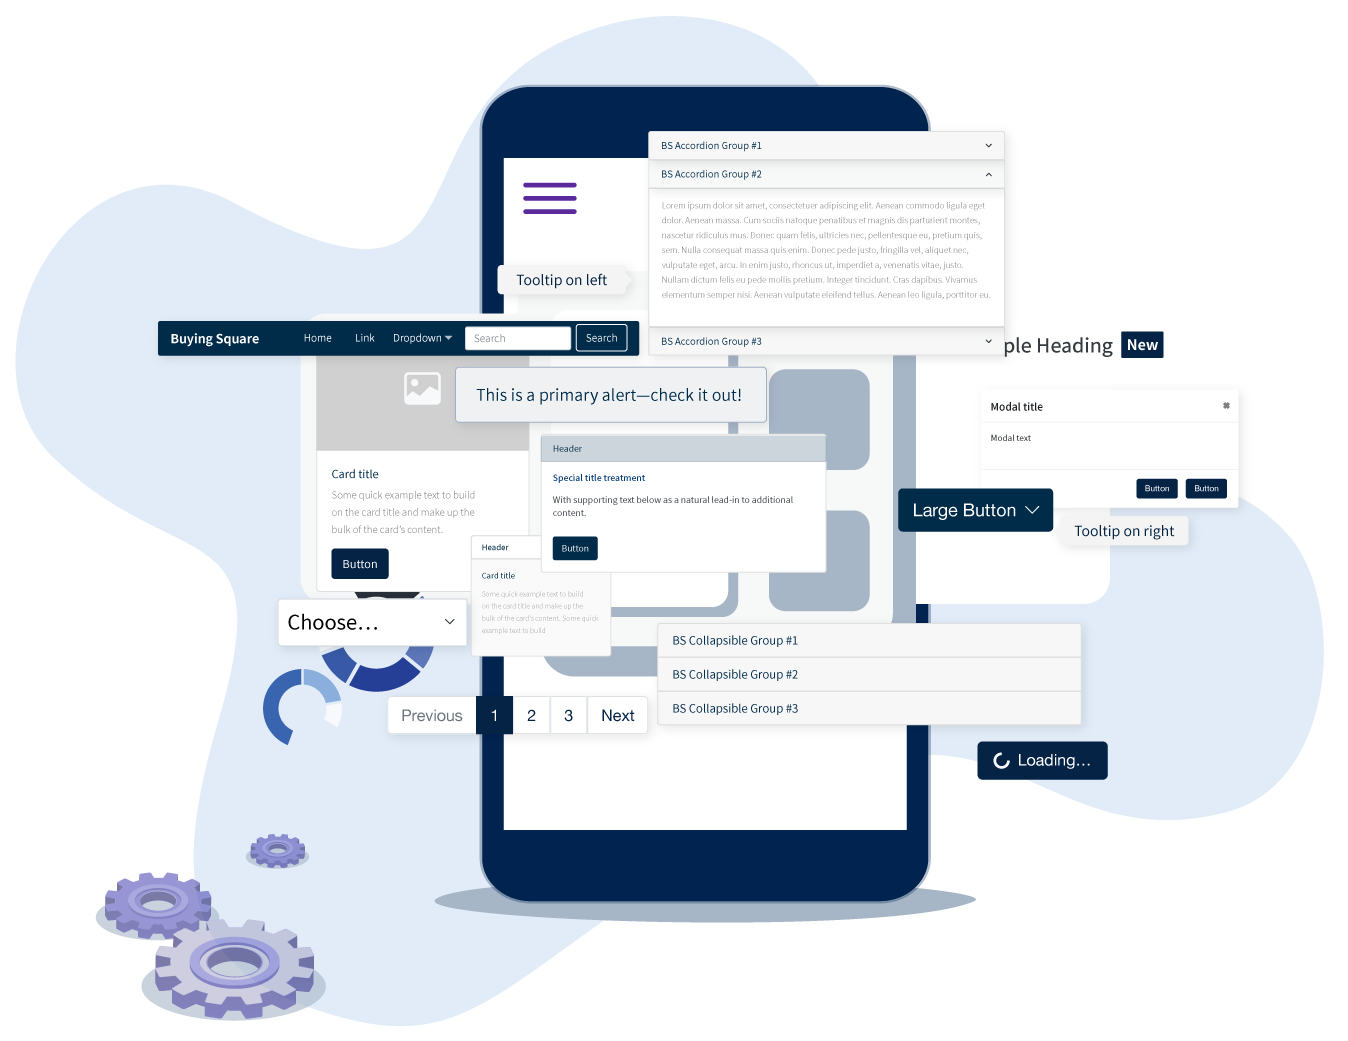 BS Accordion Group #1
BS Accordion Group #2
Lorem ipsum dolor sit amet, consectetuer adipiscing elit. Aenean commodo ligula eget
dolor. Aenean massa. Cum sociis natoque penatibus et magnis dis parturient montes,
nascetur ridiculus mus. Donec quam felis, ultricies nec, pellentesque eu, pretium quis,
sem. Nulla consequat massa quis enim. Donec pede justo, fringilla vel, aliquet nec,
vulputate eget, arcu. In enim justo, rhoncus ut, imperdiet a, venenatis vitae, justo.
Nullam dictum felis eu pede mollis pretium. Integer tincidunt. Cras dapibus. Vivamus
elementum semper nisi. Aenean vulputate eleifend tellus. Aenean leo ligula, porttitor eu.
BS Accordion Group #3
Tooltip on left
Buying Square Home Link Dropdown Search Search
ple Heading New
This is a primary alert—check it out!
Modal title
Modal text
Button Button
Header
Special title treatment
With supporting text below as a natural lead-in to additional
content.
Button
Card title
Some quick example text to build
on the card title and make up the
bulk of the card's content.
Button
Large Button
Tooltip on right
Header
Card title
Some quick example text to build
on the card title and make up the
bulk of the card's content. Some quick
example text to build
Choose...
BS Collapsible Group #1
BS Collapsible Group #2
BS Collapsible Group #3
Previous 1 2 3 Next
Loading...